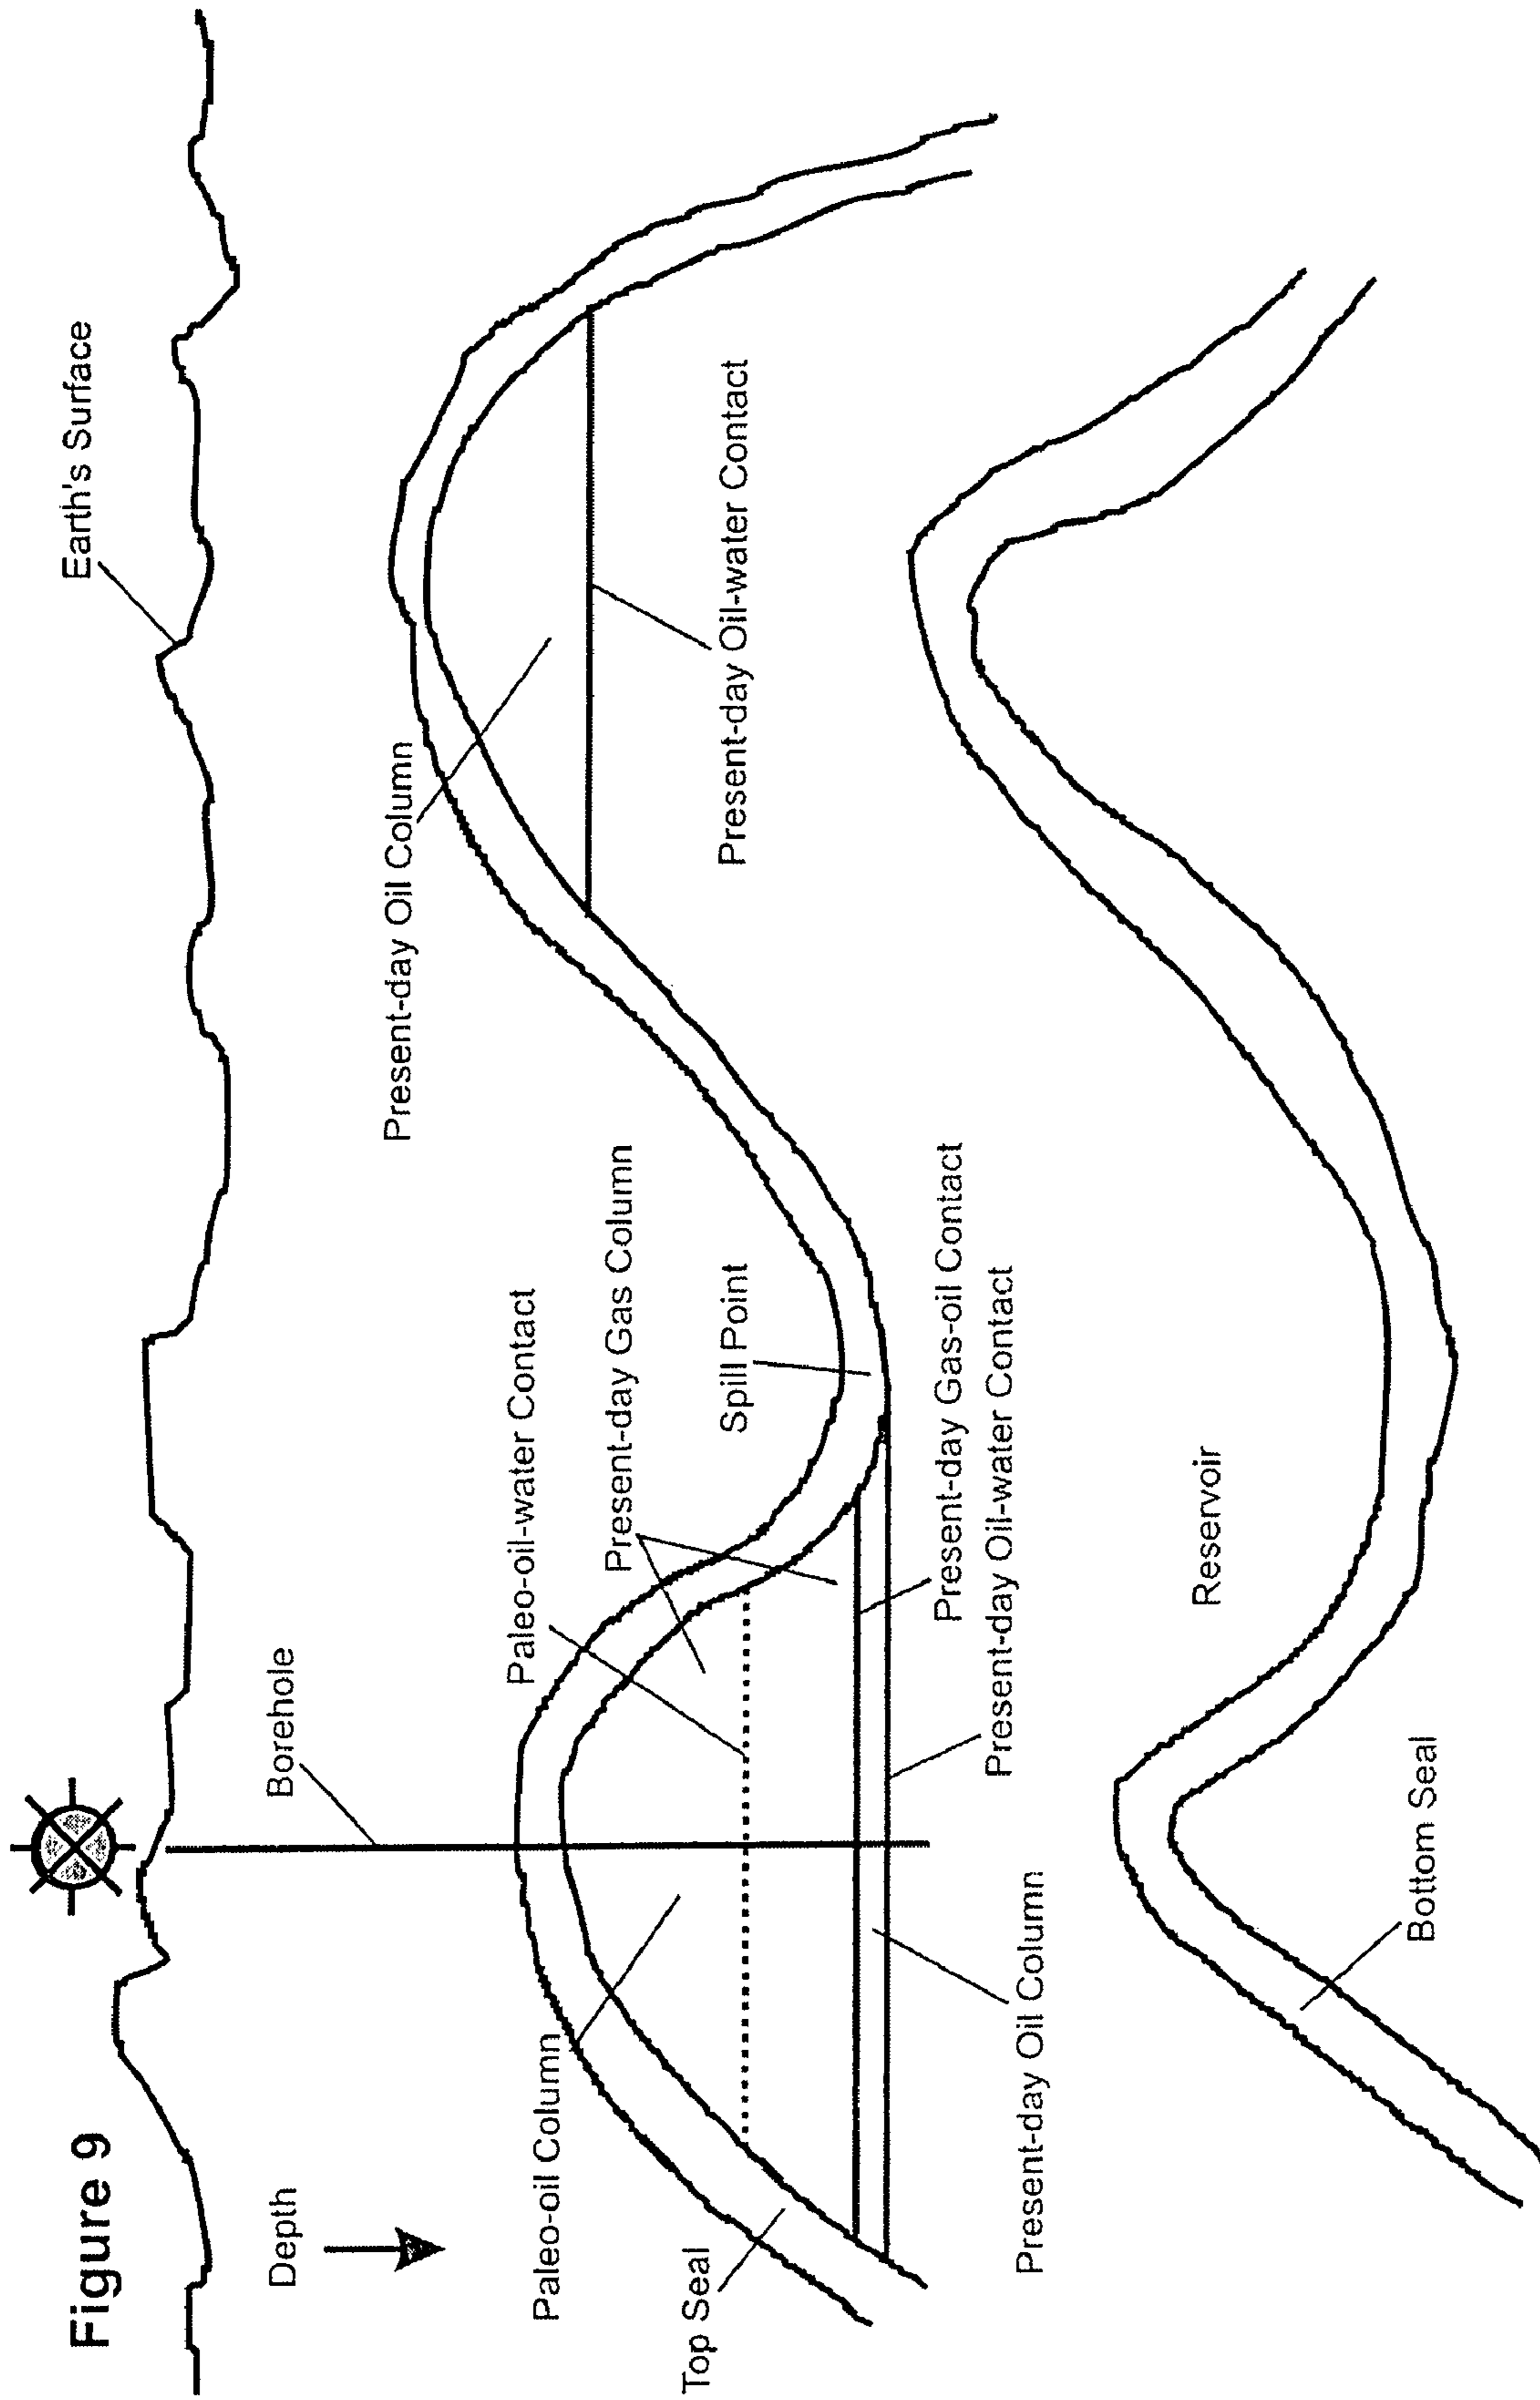 Figure 9
Earth's Surface
Depth
Borehole
Present-day Oil Column
Paleo-oil-water Contact
Paleo-oil Column
Present-day Gas Column
Top Seal
Spill Point
Present-day Oil-water Contact
Present-day Gas-oil Contact
Present-day Oil-water Contact
Present-day Oil Column
Reservoir
Bottom Seal